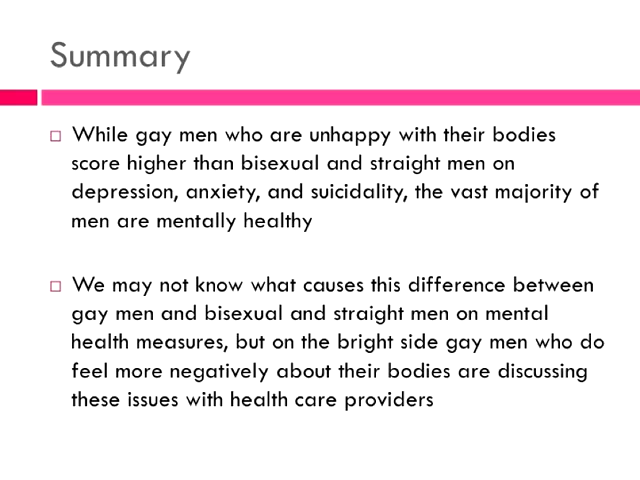 Summary
While gay men who are unhappy with their bodies
score higher than bisexual and straight men on
depression, anxiety, and suicidality, the vast majority of
men are mentally healthy
We may not know what causes this difference between
gay men and bisexual and straight men on mental
health measures, but on the bright side gay men who do
feel more negatively about their bodies are discussing
these issues with health care providers